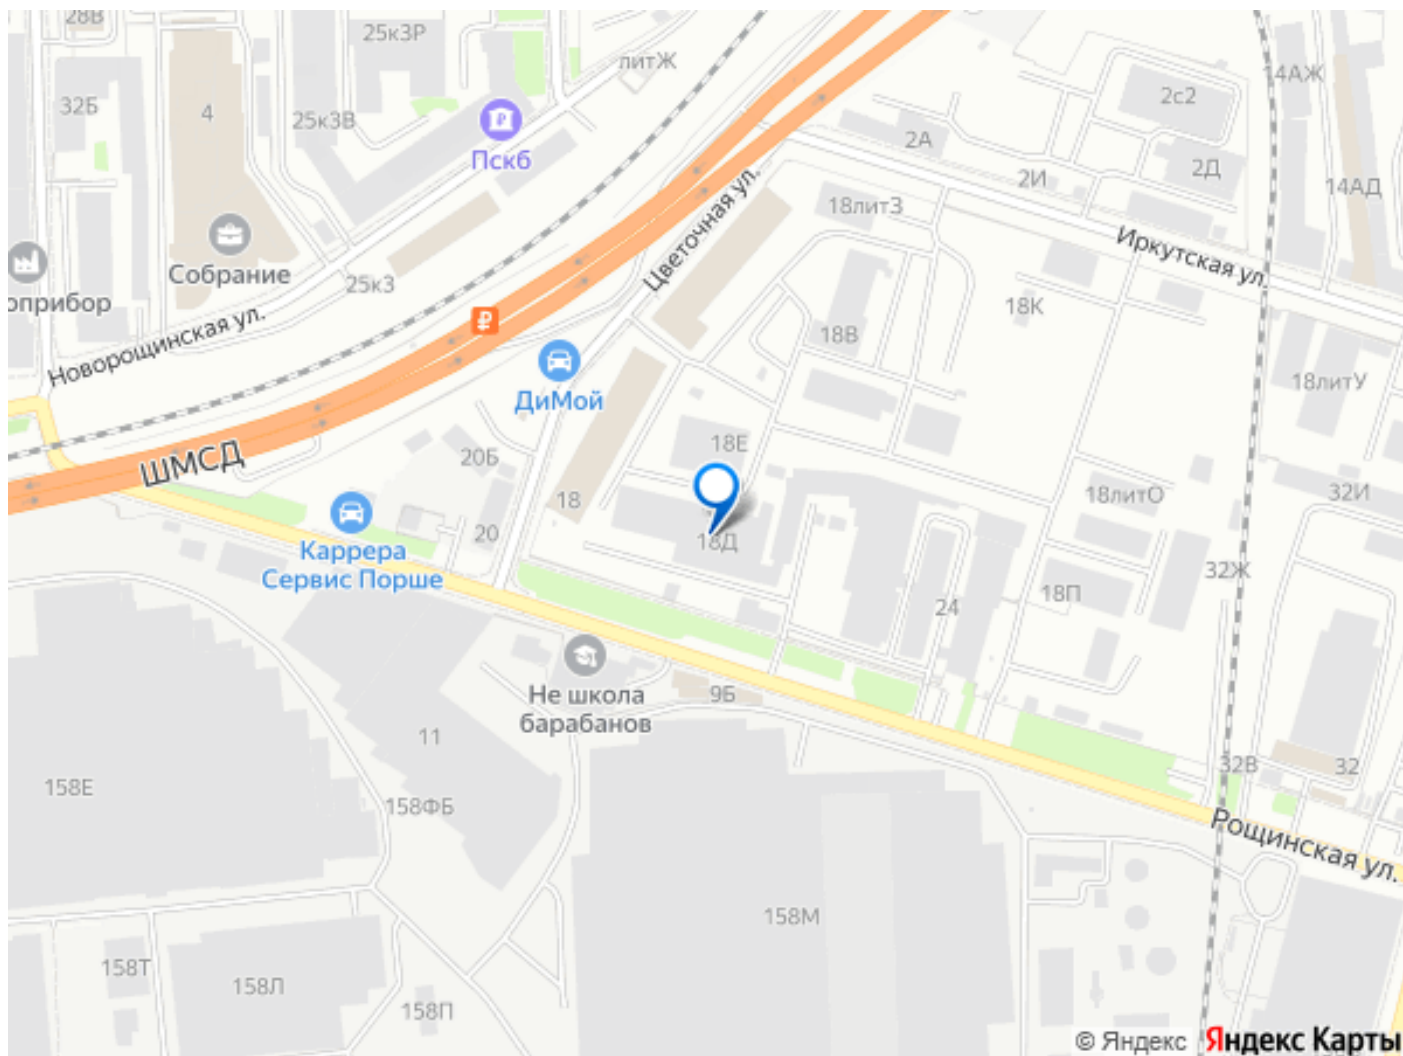 28В
25к3Р
литЖ
14АЖ
32Б
4
25к3В
2с2
Пскб
2А
2И
2Д
14АД
18литЗ
Цветочная ул.
Иркутская ул.
Собрание
25к3
оприбор
Новорощинская ул.
18К
18В
ДиМой
18литУ
ШМСД
20Б
18Е
18
18литО
32И
20
18Д
Каррера
Сервис Порше
32Ж
18П
24
Не школа
барабанов
9Б
11
158Е
158ФБ
32В
32
Рощинская ул.
158М
158Т
158Л
158П
© Яндекс
Яндекс Карты